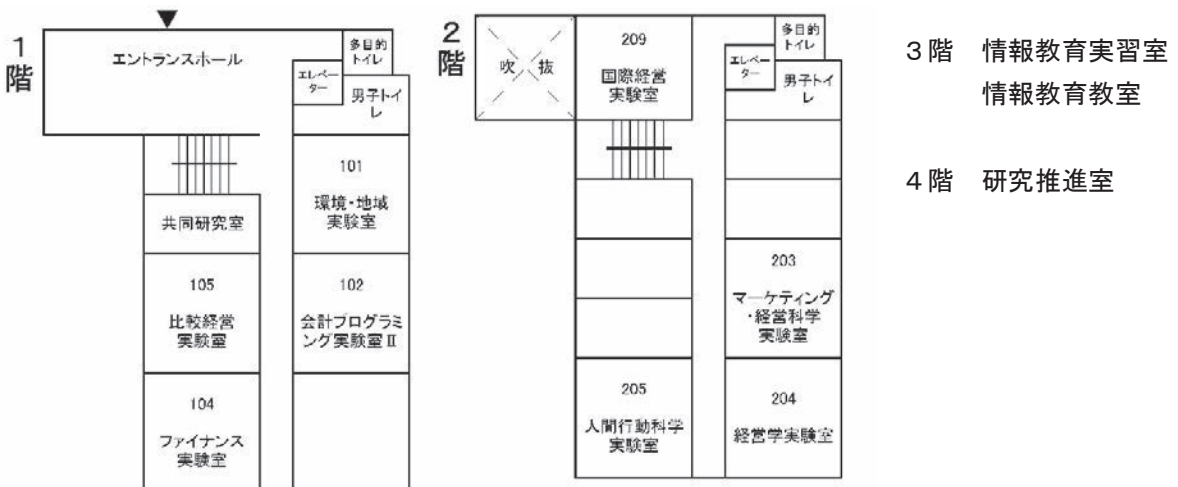 1
階
エントランスホール
多目的
トイレ
エレベー
ター
男子トイ
レ
101
環境・地域
実験室
共同研究室
105
比較経営
実験室
102
会計プログラミ
ング実験室Ⅱ
104
ファイナンス
実験室
2
階
吹 抜
209
国際経営
実験室
多目的
トイレ
エレベー
ター
男子トイ
レ
203
マーケティング
・経営科学
実験室
205
人間行動科学
実験室
204
経営学実験室
3階 情報教育実習室
情報教育教室
4階 研究推進室